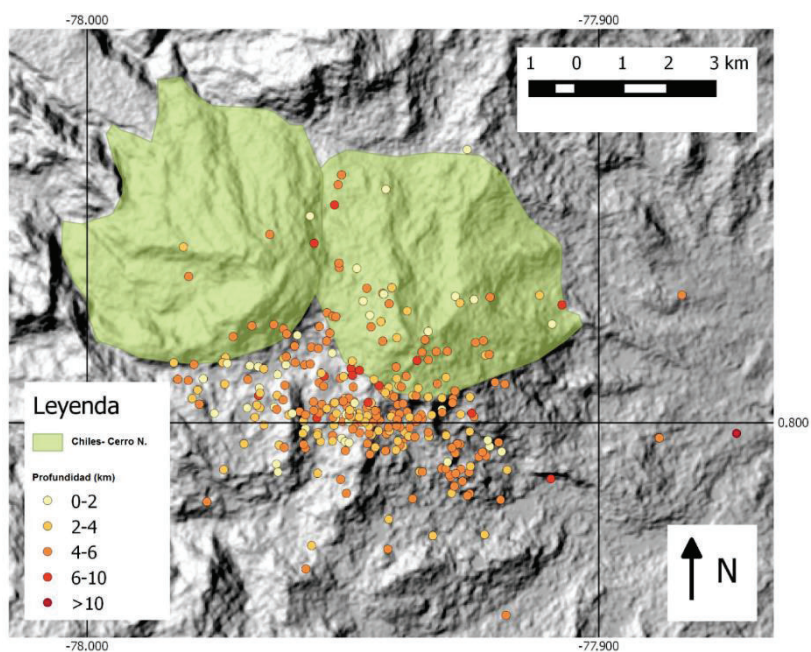 -78.000 -77.900
1 0 1 2 3 km
0.800
Leyenda
Chiles- Cerro N.
Profundidad (km)
0-2
2-4
4-6
6-10
>10
N
-78.000 -77.900